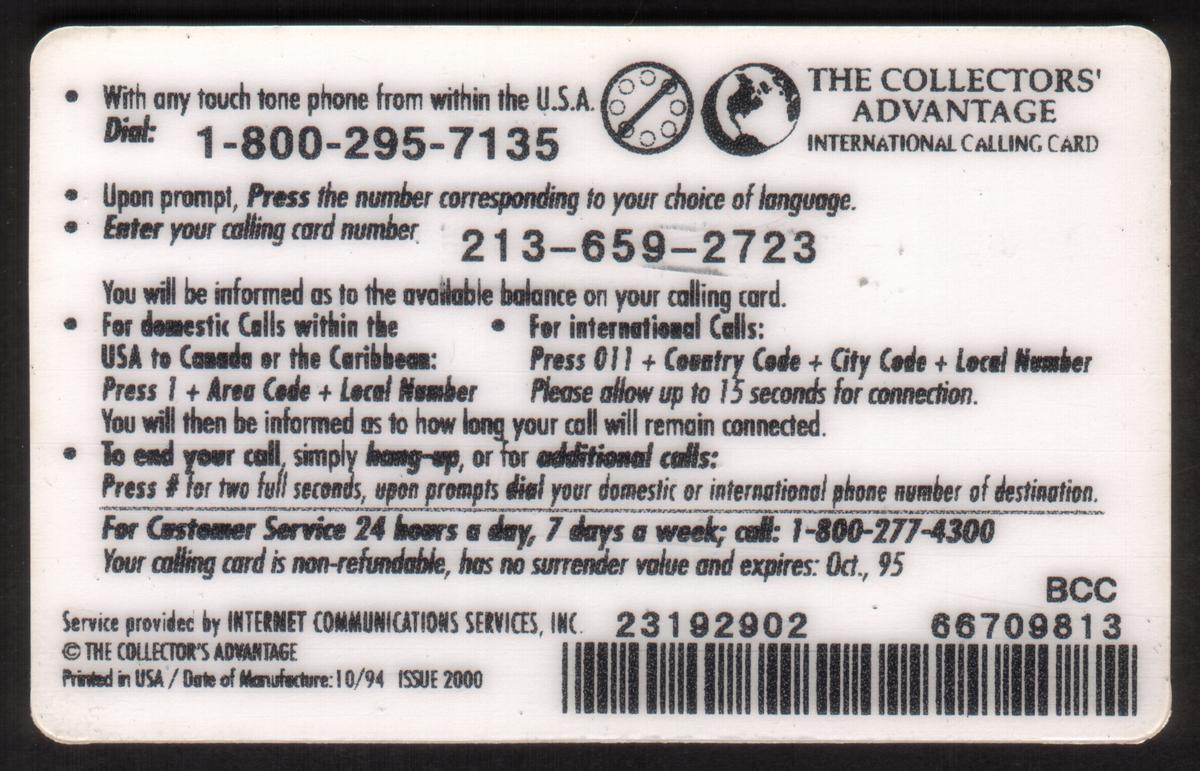 • With any touch tone phone from within the U.S.A.
Dial: 1-800-295-7135
THE COLLECTORS'
ADVANTAGE
INTERNATIONAL CALLING CARD
• Upon prompt, Press the number corresponding to your choice of language.
• Enter your calling card number 213-659-2723
You will be informed as to the available balance on your calling card.
• For domestic Calls within the
USA to Canada or the Caribbean:
Press 1 + Area Code + Local Number
• For international Calls:
Press 011 + Country Code + City Code + Local Number
Please allow up to 15 seconds for connection.
You will then be informed as to how long your call will remain connected.
• To end your call, simply hang-up, or for additional calls:
Press # for two full seconds, upon prompts dial your domestic or international phone number of destination.
For Customer Service 24 hours a day, 7 days a week; call: 1-800-277-4300
Your calling card is non-refundable, has no surrender value and expires: Oct., 95
BCC
Service provided by INTERNET COMMUNICATIONS SERVICES, INC.
© THE COLLECTOR'S ADVANTAGE
Printed in USA / Date of Manufacture: 10/94 ISSUE 2000
23192902 66709813